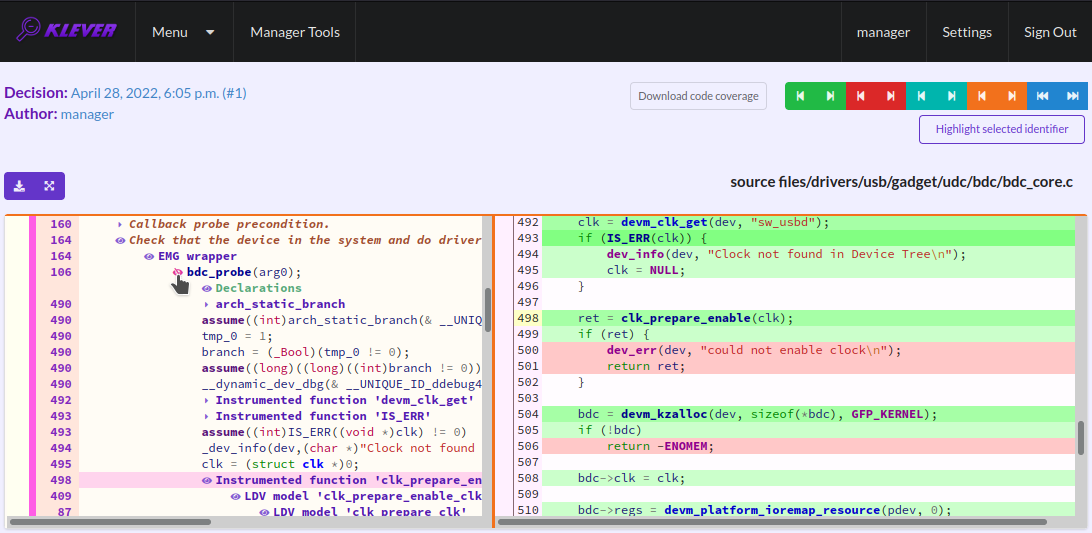 KLEVER Menu Manager Tools manager Settings Sign Out
Decision: April 28, 2022, 6:05 p.m. (#1)
Author: manager
Download code coverage
Highlight selected identifier
source files/drivers/usb/gadget/udc/bdc/bdc_core.c
160 Callback probe precondition.
164 Check that the device in the system and do driver
164 EMG wrapper
106 bdc_probe(arg0);
Declarations
490 arch_static_branch
490 assume((int)arch_static_branch(& __UNIQ
490 tmp_0 = 1;
490 branch = (_Bool)(tmp_0 != 0);
490 assume((long)((long)((int)branch != 0))
490 __dynamic_dev_dbg(& __UNIQUE_ID_ddebug4
492 Instrumented function 'devm_clk_get'
493 Instrumented function 'IS_ERR'
493 assume((int)IS_ERR((void *)clk) != 0)
494 _dev_info(dev,(char *)"Clock not found
495 clk = (struct clk *)0;
498 Instrumented function 'clk_prepare_en
409 LDV model 'clk_prepare_enable_clk
87 LDV model 'clk_prepare_clk'
492 clk = devm_clk_get(dev, "sw_usbd");
493 if (IS_ERR(clk)) {
494 dev_info(dev, "Clock not found in Device Tree\n");
495 clk = NULL;
496 }
497
498 ret = clk_prepare_enable(clk);
499 if (ret) {
500 dev_err(dev, "could not enable clock\n");
501 return ret;
502 }
503
504 bdc = devm_kzalloc(dev, sizeof(*bdc), GFP_KERNEL);
505 if (!bdc)
506 return -ENOMEM;
507
508 bdc->clk = clk;
509
510 bdc->regs = devm_platform_ioremap_resource(pdev, 0);